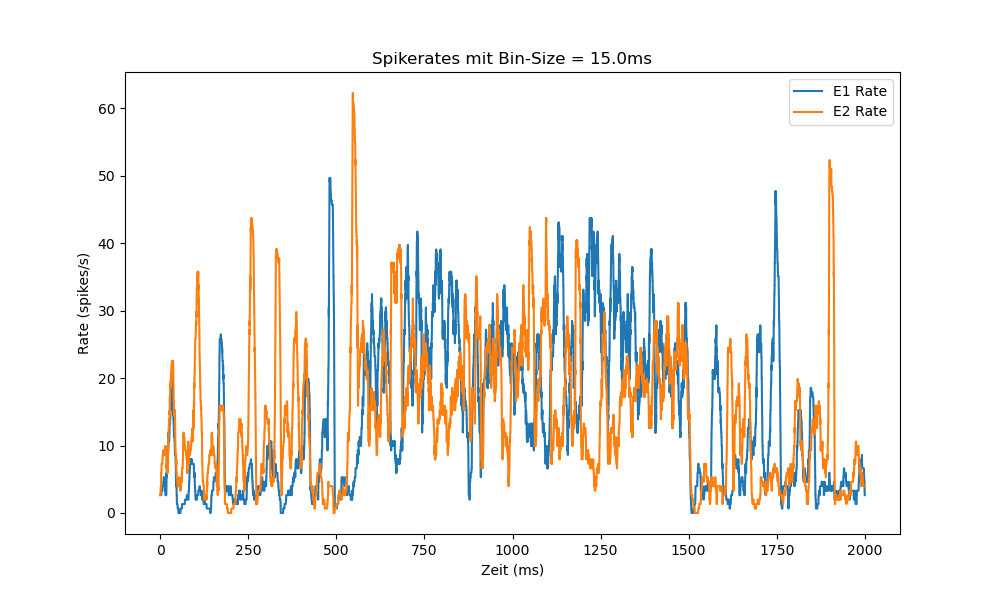 Spikerates mit Bin-Size = 15.0ms
E1 Rate
E2 Rate
Rate (spikes/s)
60
50
40
30
20
10
0
0 250 500 750 1000 1250 1500 1750 2000
Zeit (ms)